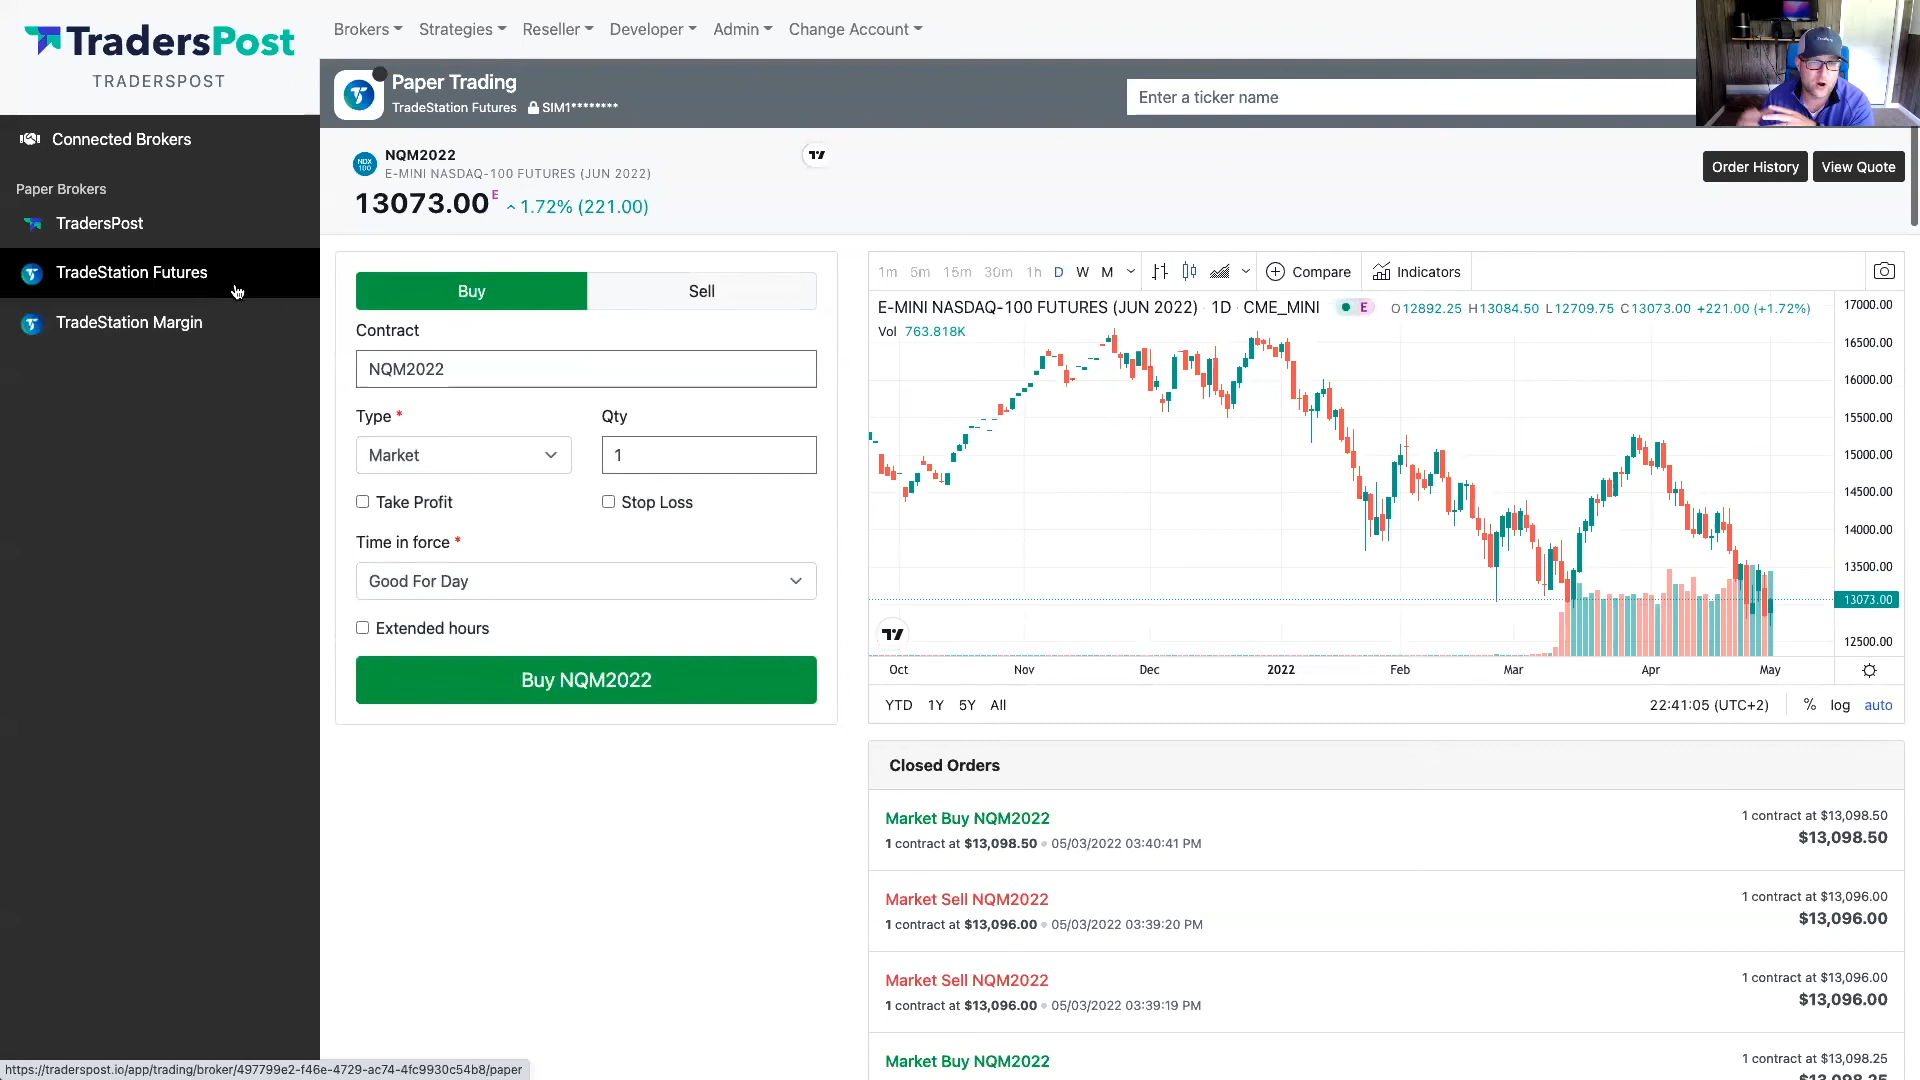 TradersPost
TRADERSPOST
Brokers Strategies Reseller Developer Admin Change Account
Paper Trading
TradeStation Futures SIM1********
Enter a ticker name
Connected Brokers
Paper Brokers
TradersPost
TradeStation Futures
TradeStation Margin
NDX 100
NQM2022
E-MINI NASDAQ-100 FUTURES (JUN 2022)
13073.00 E 1.72% (221.00)
Order History View Quote
Buy Sell
Contract
NQM2022
Type * Qty
Market 1
Take Profit Stop Loss
Time in force *
Good For Day
Extended hours
Buy NQM2022
1m 5m 15m 30m 1h D W M Compare Indicators
E-MINI NASDAQ-100 FUTURES (JUN 2022) · 1D · CME_MINI E O12892.25 H13084.50 L12709.75 C13073.00 +221.00 (+1.72%)
Vol 763.818K
17000.00
16500.00
16000.00
15500.00
15000.00
14500.00
14000.00
13500.00
13073.00
12500.00
Oct Nov Dec 2022 Feb Mar Apr May
YTD 1Y 5Y All 22:41:05 (UTC+2) % log auto
Closed Orders
Market Buy NQM2022
1 contract at $13,098.50 05/03/2022 03:40:41 PM
1 contract at $13,098.50
$13,098.50
Market Sell NQM2022
1 contract at $13,096.00 05/03/2022 03:39:20 PM
1 contract at $13,096.00
$13,096.00
Market Sell NQM2022
1 contract at $13,096.00 05/03/2022 03:39:19 PM
1 contract at $13,096.00
$13,096.00
Market Buy NQM2022
1 contract at $13,098.25
$13,098.25
https://traderspost.io/app/trading/broker/497799e2-f46e-4729-ac74-4fc9930c54b8/paper